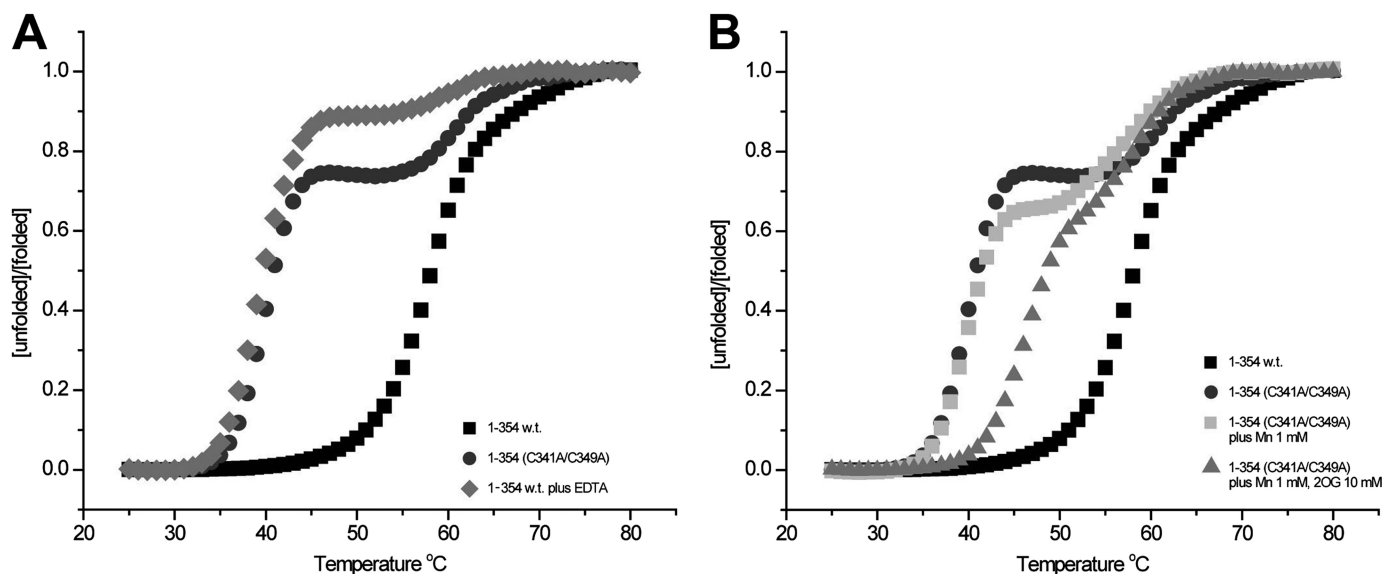 A
1.0
0.8
0.6
0.4
0.2
0.0
[unfolded]/[folded]
20
30
40
50
60
70
80
Temperature °C
1-354 w.t.
1-354 (C341A/C349A)
1-354 w.t. plus EDTA
B
1.0
0.8
0.6
0.4
0.2
0.0
[unfolded]/[folded]
20
30
40
50
60
70
80
Temperature °C
1-354 w.t.
1-354 (C341A/C349A)
1-354 (C341A/C349A)
plus Mn 1 mM
1-354 (C341A/C349A)
plus Mn 1 mM, 2OG 10 mM